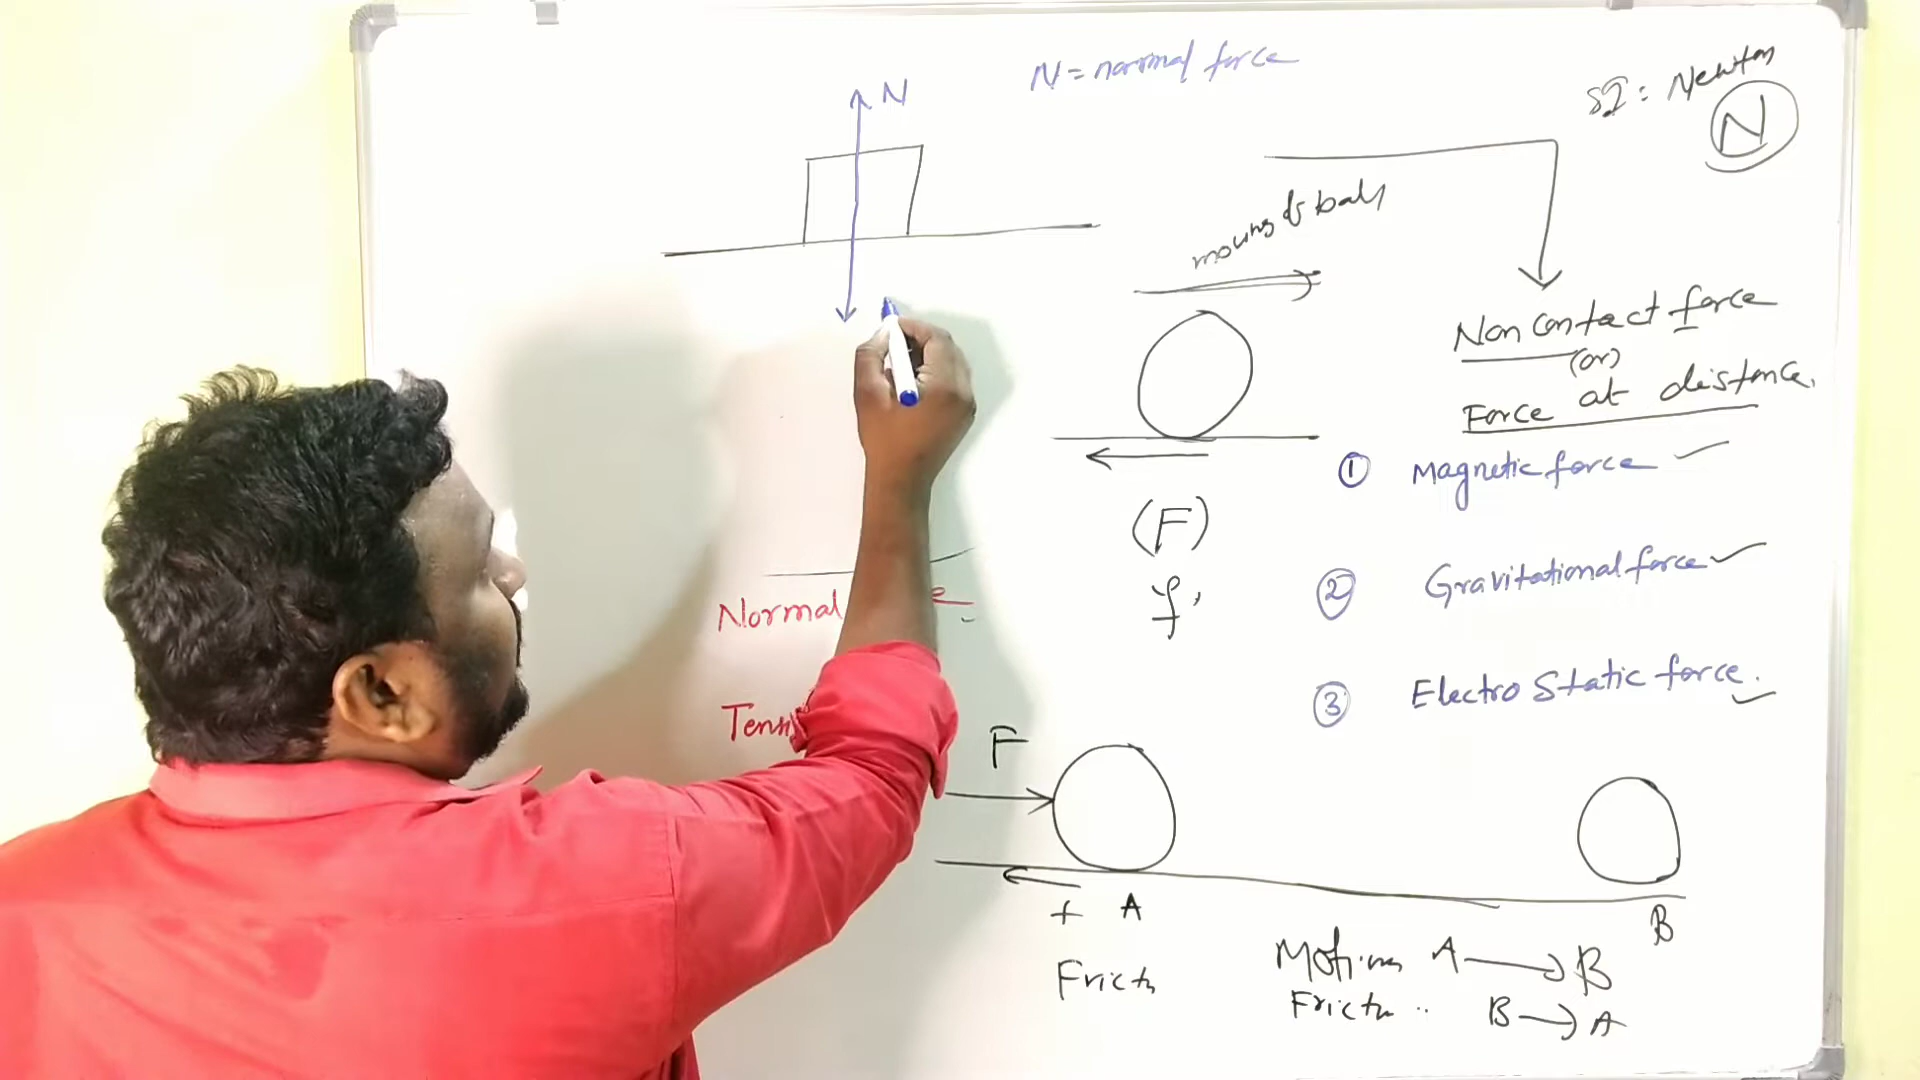 N = normal force
SI : Newton
N
N
moving of ball
Non Contact force
(or)
Force at distance.
① Magnetic force
(F)
f,
② Gravitational force
Normal
③ Electro Static force.
F
A
B
Frictn
Motion A → B
Frictn .. B → A